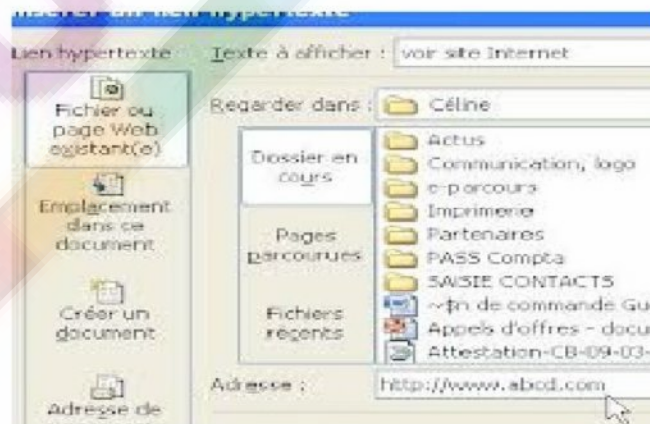 Insérer un lien hypertexte
Lien hypertexte Texte à afficher : voir site Internet
Fichier ou
page Web
existant(e)
Emplacement
dans ce
document
Créer un
document
Adresse de
Regarder dans : Céline
Dossier en
cours
Pages
parcourues
Fichiers
récents
Actus
Communication, logo
e-parcours
Imprimerie
Partenaires
PASS Compta
SAISIE CONTACTS
~$n de commande Gu
Appels d'offres - docu
Attestation-CB-09-03-
Adresse : http://www.abcd.com